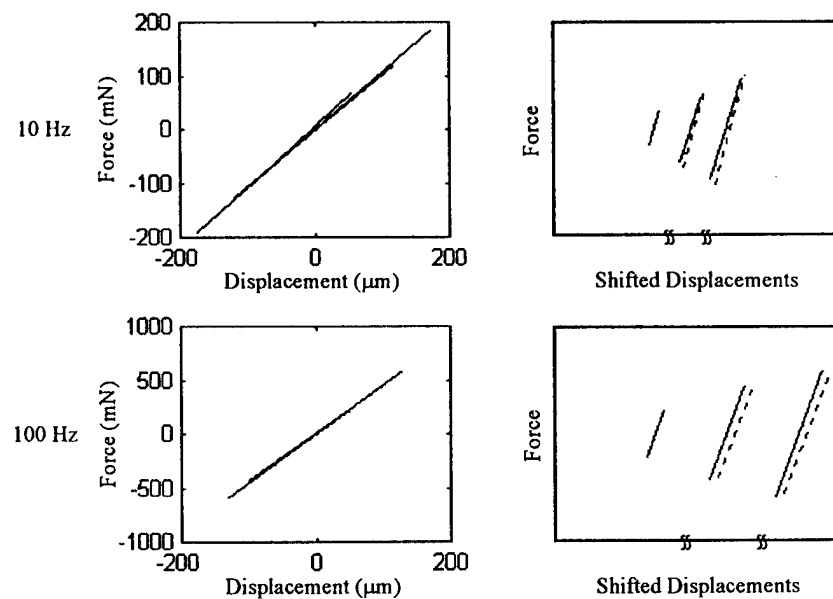 10 Hz
Force (mN)
200
100
0
-100
-200
-200
0
200
Displacement (µm)
Force
Shifted Displacements
100 Hz
Force (mN)
1000
500
0
-500
-1000
-200
0
200
Displacement (µm)
Force
Shifted Displacements